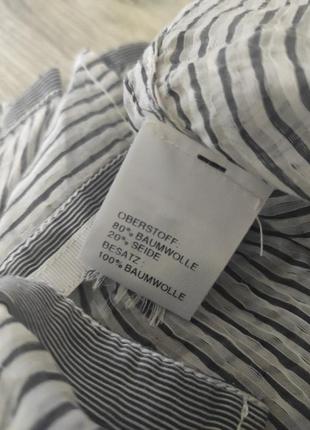 OBERSTOFF:
80% BAUMWOLLE
20% SEIDE
BESATZ:
100% BAUMWOLLE